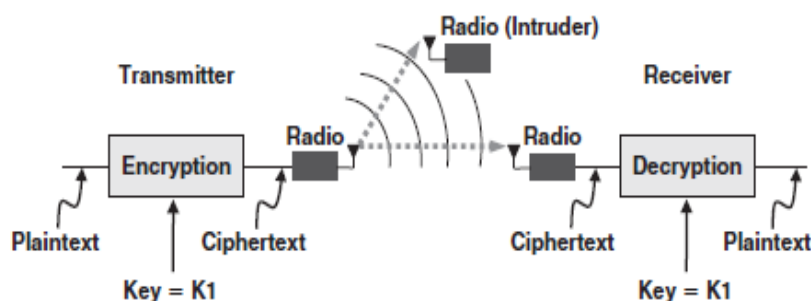 Radio (Intruder)
Transmitter
Receiver
Radio
Radio
Encryption
Decryption
Plaintext
Ciphertext
Ciphertext
Plaintext
Key = K1
Key = K1